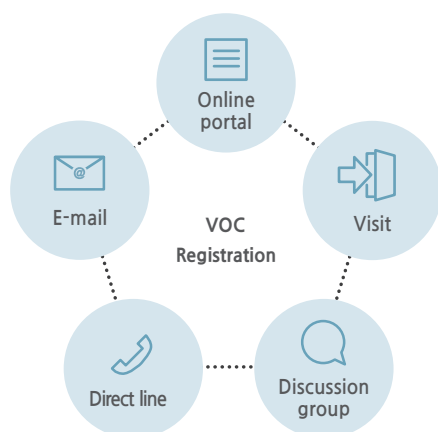 Online
portal
E-mail
@
Visit
VOC
Registration
Direct line
Discussion
group